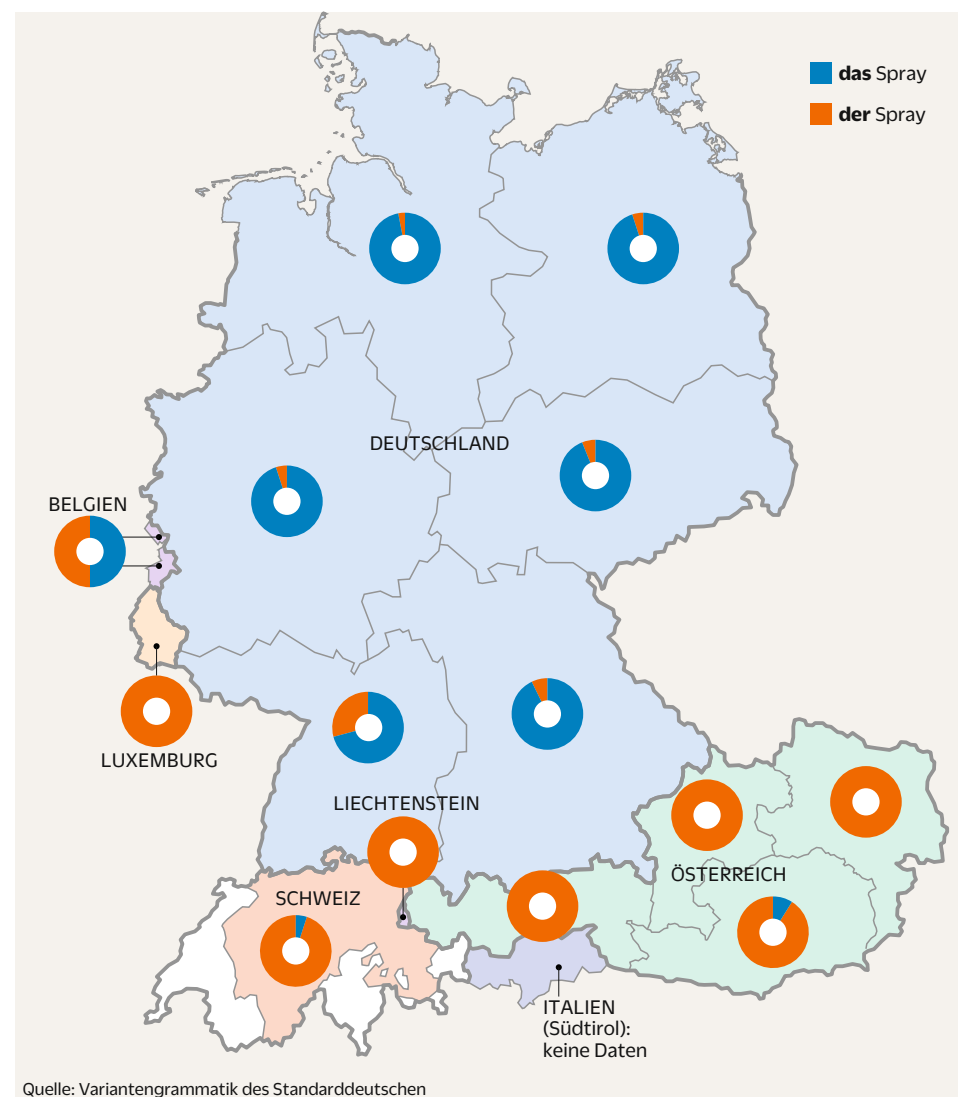 das Spray
der Spray
DEUTSCHLAND
BELGIEN
LUXEMBURG
LIECHTENSTEIN
ÖSTERREICH
SCHWEIZ
ITALIEN
(Südtirol):
keine Daten
Quelle: Variantengrammatik des Standarddeutschen